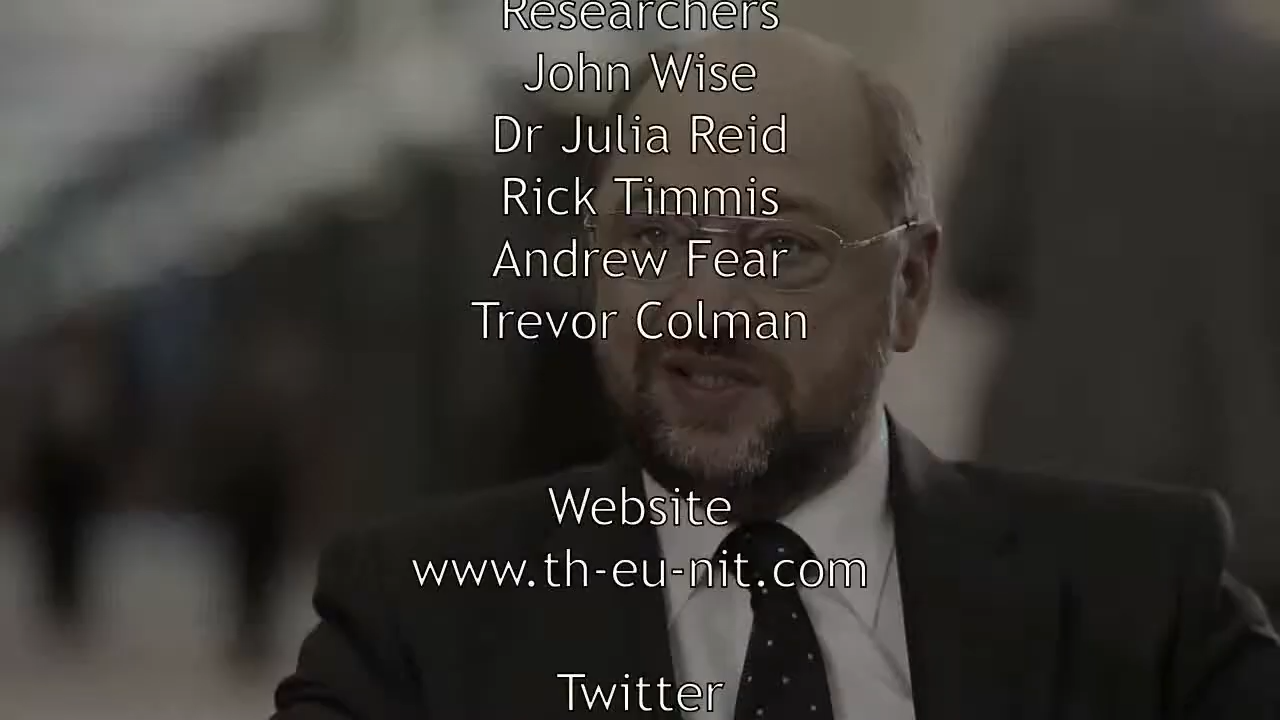 Researchers
John Wise
Dr Julia Reid
Rick Timmis
Andrew Fear
Trevor Colman
Website
www.th-eu-nit.com
Twitter